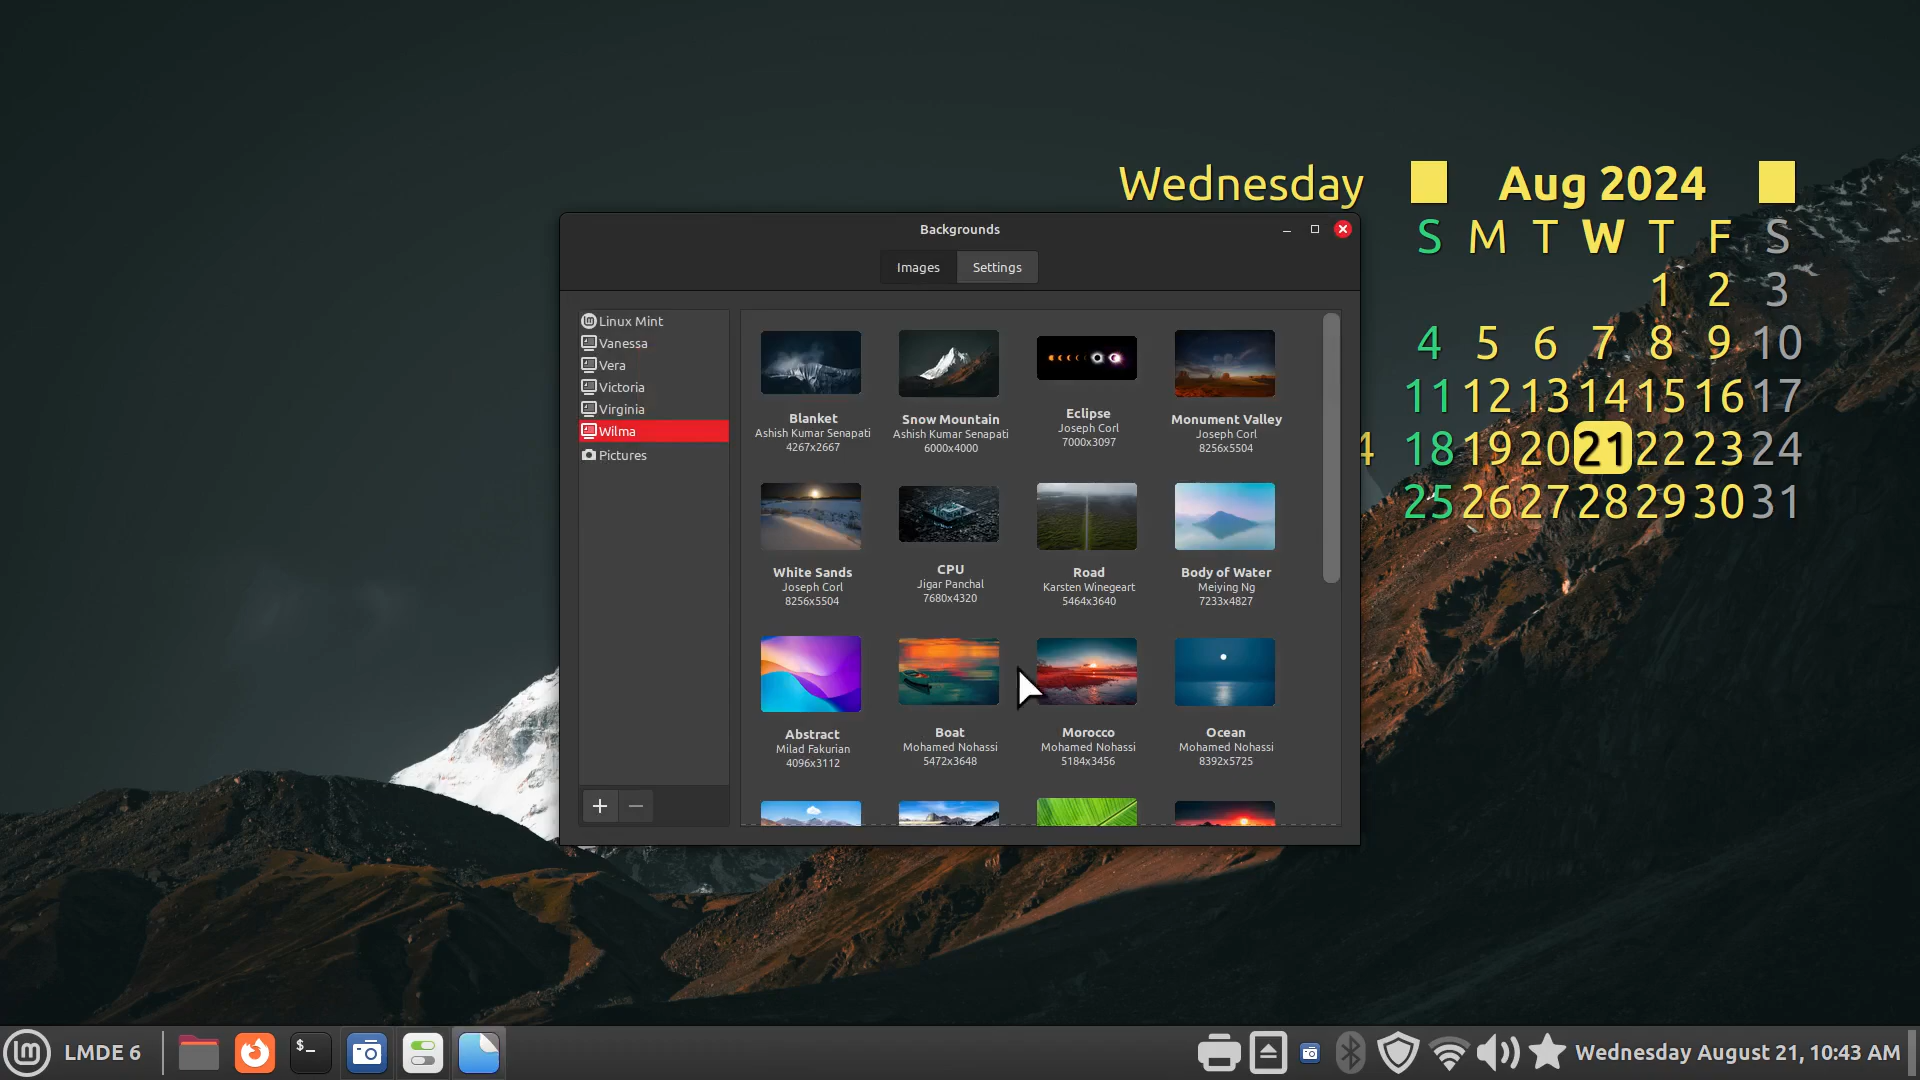 Wednesday Aug 2024
S M T W T F S
1 2 3
4 5 6 7 8 9 10
11 12 13 14 15 16 17
4 18 19 20 21 22 23 24
25 26 27 28 29 30 31
Backgrounds
Images Settings
Linux Mint
Vanessa
Vera
Victoria
Virginia
Wilma
Pictures
Blanket
Ashish Kumar Senapati
4267x2667
Snow Mountain
Ashish Kumar Senapati
6000x4000
Eclipse
Joseph Corl
7000x3097
Monument Valley
Joseph Corl
8256x5504
White Sands
Joseph Corl
8256x5504
CPU
Jigar Panchal
7680x4320
Road
Karsten Winegeart
5464x3640
Body of Water
Meiying Ng
7233x4827
Abstract
Milad Fakurian
4096x3112
Boat
Mohamed Nohassi
5472x3648
Morocco
Mohamed Nohassi
5184x3456
Ocean
Mohamed Nohassi
8392x5725
LMDE 6
$_
Wednesday August 21, 10:43 AM